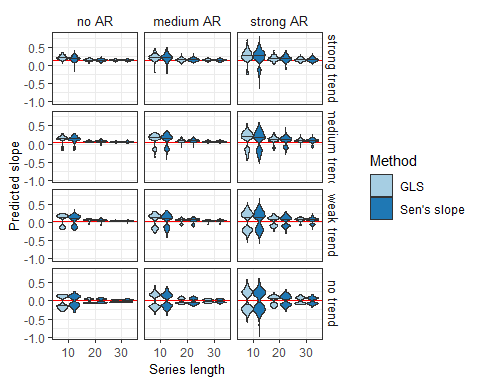 no AR
medium AR
strong AR
Predicted slope
0.5
0.0
-0.5
-1.0
strong trend
0.5
0.0
-0.5
-1.0
medium tren
0.5
0.0
-0.5
-1.0
weak trend
0.5
0.0
-0.5
-1.0
no trend
10 20 30
10 20 30
10 20 30
Series length
Method
GLS
Sen's slope